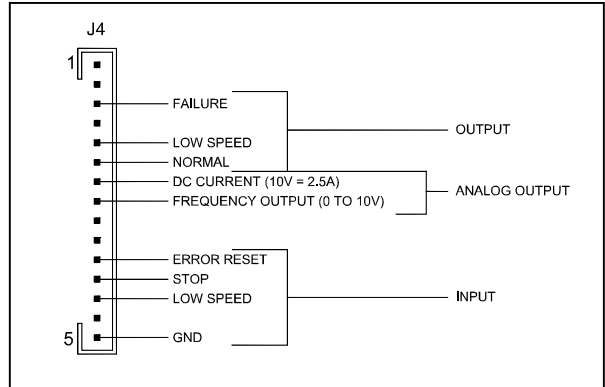 J4
1
FAILURE
LOW SPEED
NORMAL
OUTPUT
DC CURRENT (10V = 2.5A)
FREQUENCY OUTPUT (0 TO 10V)
ANALOG OUTPUT
ERROR RESET
STOP
LOW SPEED
INPUT
5
GND